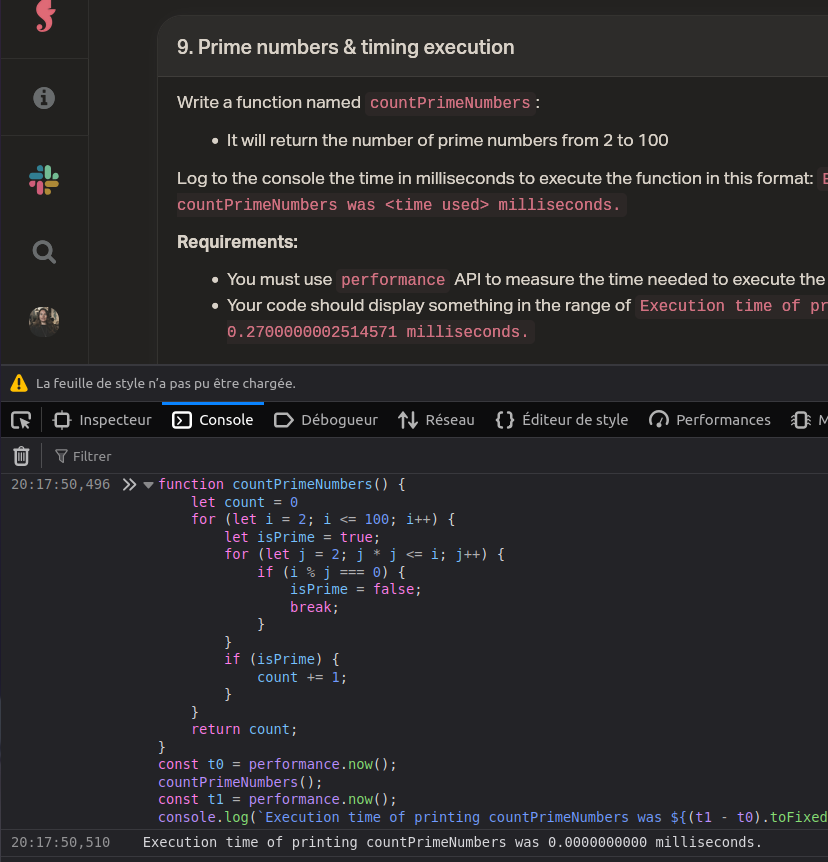 9. Prime numbers & timing execution
Write a function named countPrimeNumbers:
• It will return the number of prime numbers from 2 to 100
Log to the console the time in milliseconds to execute the function in this format: E
countPrimeNumbers was <time used> milliseconds.
Requirements:
• You must use performance API to measure the time needed to execute the
• Your code should display something in the range of Execution time of pr
0.2700000002514571 milliseconds.
La feuille de style n’a pas pu être chargée.
Inspecteur Console Débogueur Réseau Éditeur de style Performances M
Filtrer
20:17:50,496 function countPrimeNumbers() {
let count = 0
for (let i = 2; i <= 100; i++) {
let isPrime = true;
for (let j = 2; j * j <= i; j++) {
if (i % j === 0) {
isPrime = false;
break;
}
}
if (isPrime) {
count += 1;
}
}
return count;
}
const t0 = performance.now();
countPrimeNumbers();
const t1 = performance.now();
console.log(`Execution time of printing countPrimeNumbers was ${(t1 - t0).toFixed
20:17:50,510 Execution time of printing countPrimeNumbers was 0.0000000000 milliseconds.